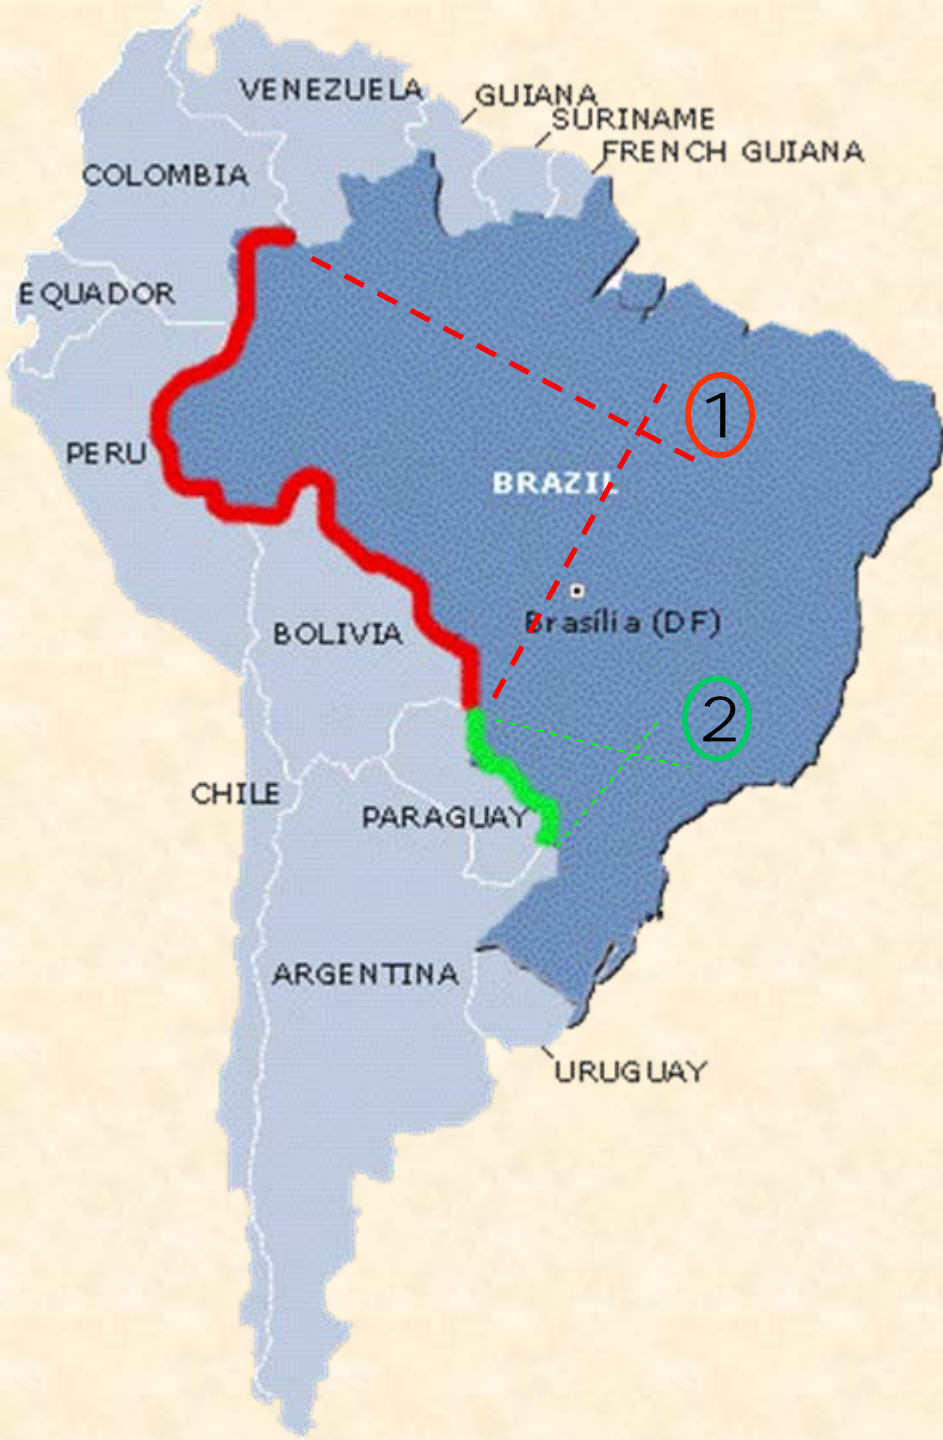 VENEZUELA
GUIANA
SURINAME
FRENCH GUIANA
COLOMBIA
EQUADOR
1
PERU
BRAZIL
Brasília (DF)
BOLIVIA
2
CHILE
PARAGUAY
ARGENTINA
URUGUAY